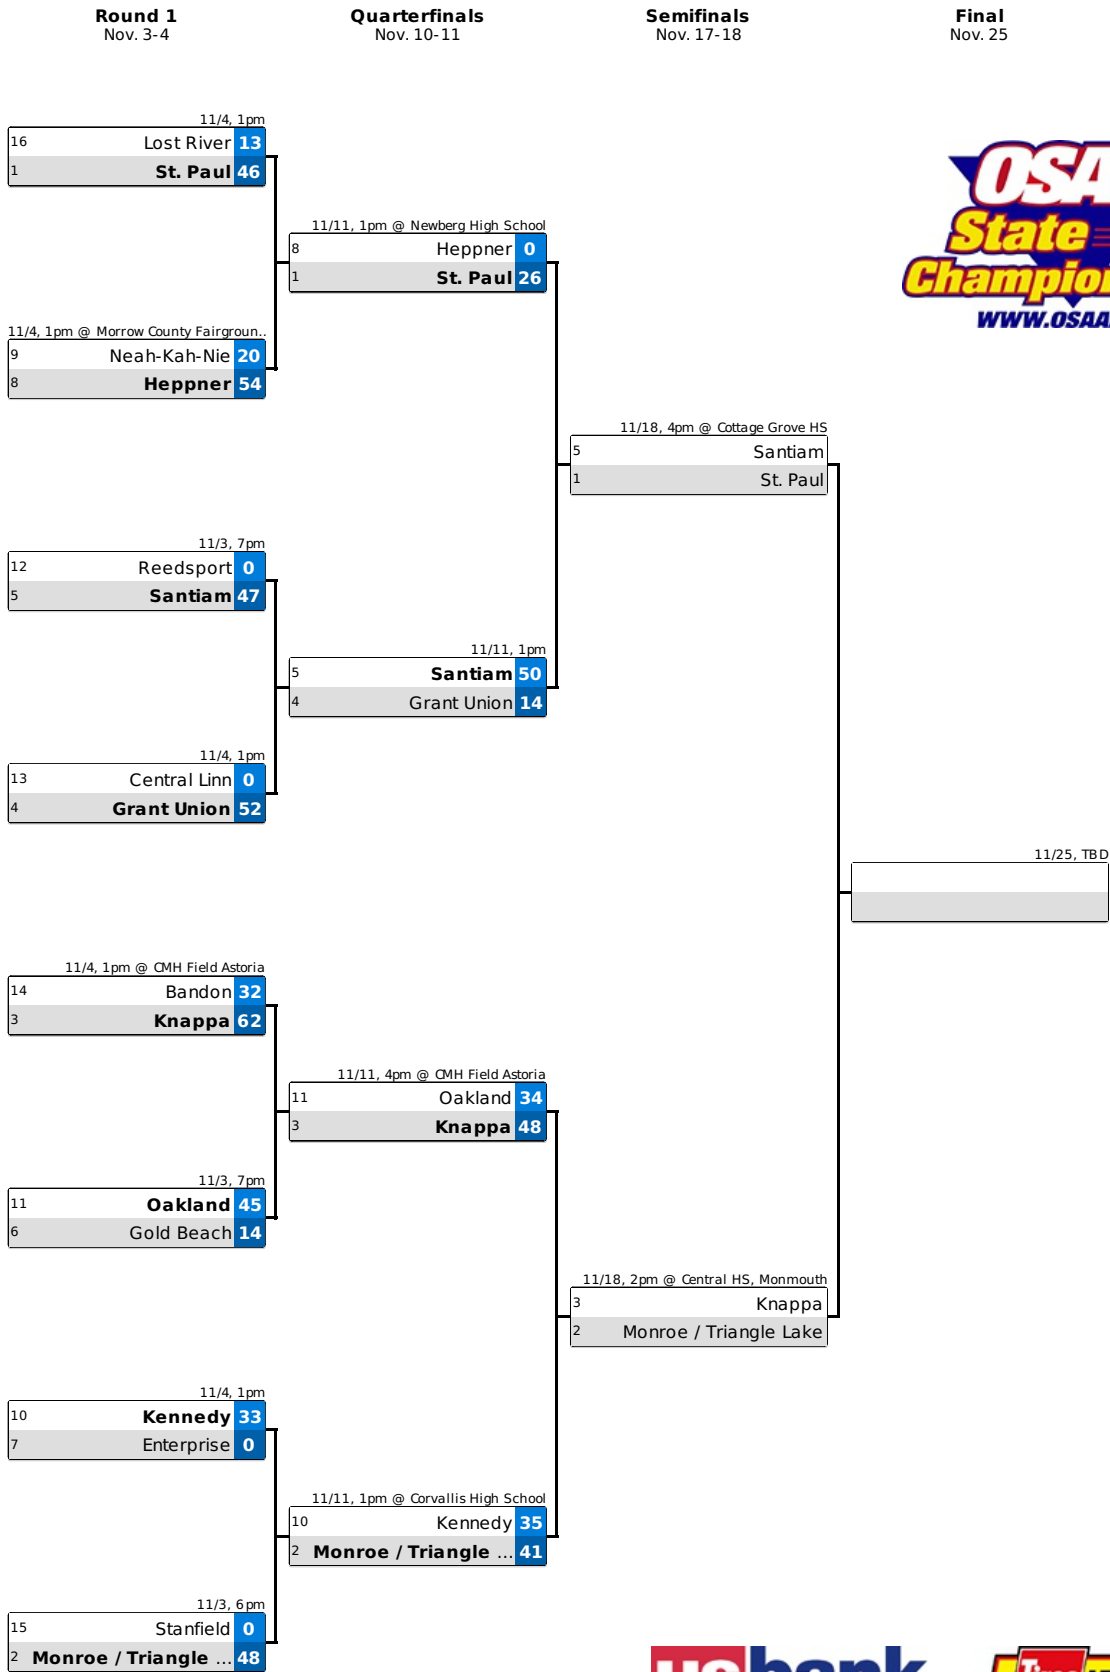 Round 1
Nov. 3-4
Quarterfinals
Nov. 10-11
Semifinals
Nov. 17-18
Final
Nov. 25
11/4, 1pm
16 Lost River 13
1 St. Paul 46
11/4, 1pm @ Morrow County Fairgroun..
9 Neah-Kah-Nie 20
8 Heppner 54
11/3, 7pm
12 Reedsport 0
5 Santiam 47
11/4, 1pm
13 Central Linn 0
4 Grant Union 52
11/4, 1pm @ CMH Field Astoria
14 Bandon 32
3 Knappa 62
11/3, 7pm
11 Oakland 45
6 Gold Beach 14
11/4, 1pm
10 Kennedy 33
7 Enterprise 0
11/3, 6pm
15 Stanfield 0
2 Monroe / Triangle ... 48
11/11, 1pm @ Newberg High School
8 Heppner 0
1 St. Paul 26
11/11, 1pm
5 Santiam 50
4 Grant Union 14
11/11, 4pm @ CMH Field Astoria
11 Oakland 34
3 Knappa 48
11/11, 1pm @ Corvallis High School
10 Kennedy 35
2 Monroe / Triangle ... 41
11/18, 4pm @ Cottage Grove HS
5 Santiam
1 St. Paul
11/18, 2pm @ Central HS, Monmouth
3 Knappa
2 Monroe / Triangle Lake
11/25, TBD
OSA
State
Champion
WWW.OSAA
usbank